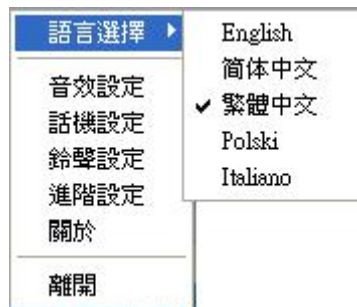 語言選擇
音效設定
話機設定
鈴聲設定
進階設定
關於
離開
English
简体中文
繁體中文
Polski
Italiano